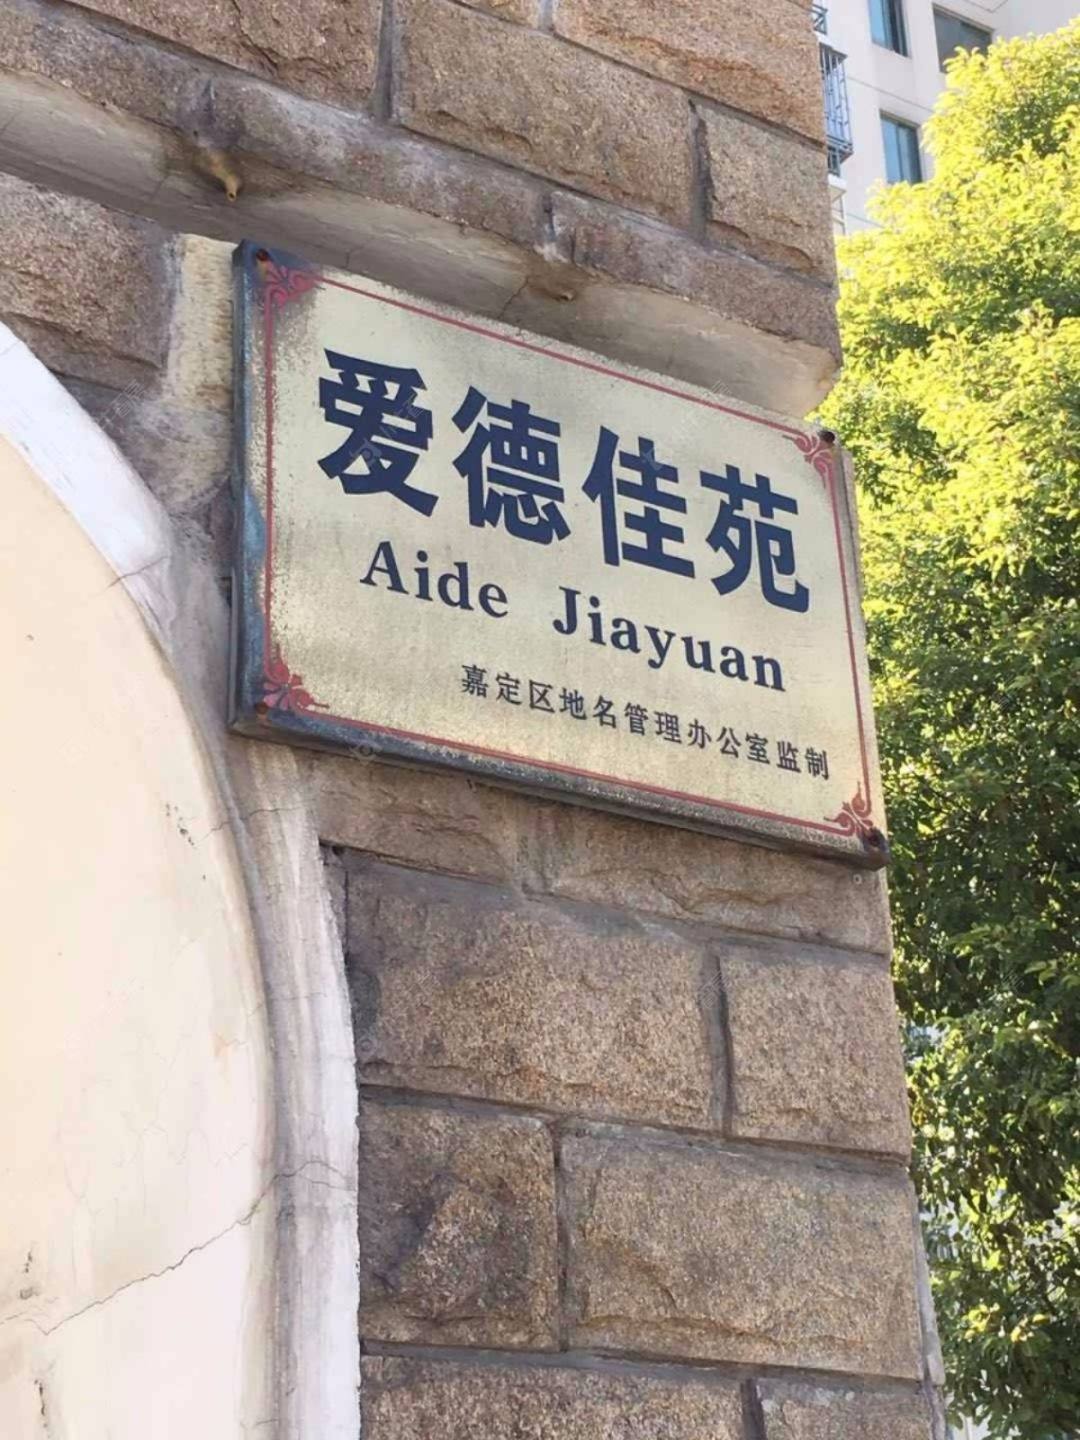 爱德佳苑
Aide Jiayuan
嘉定区地名管理办公室监制